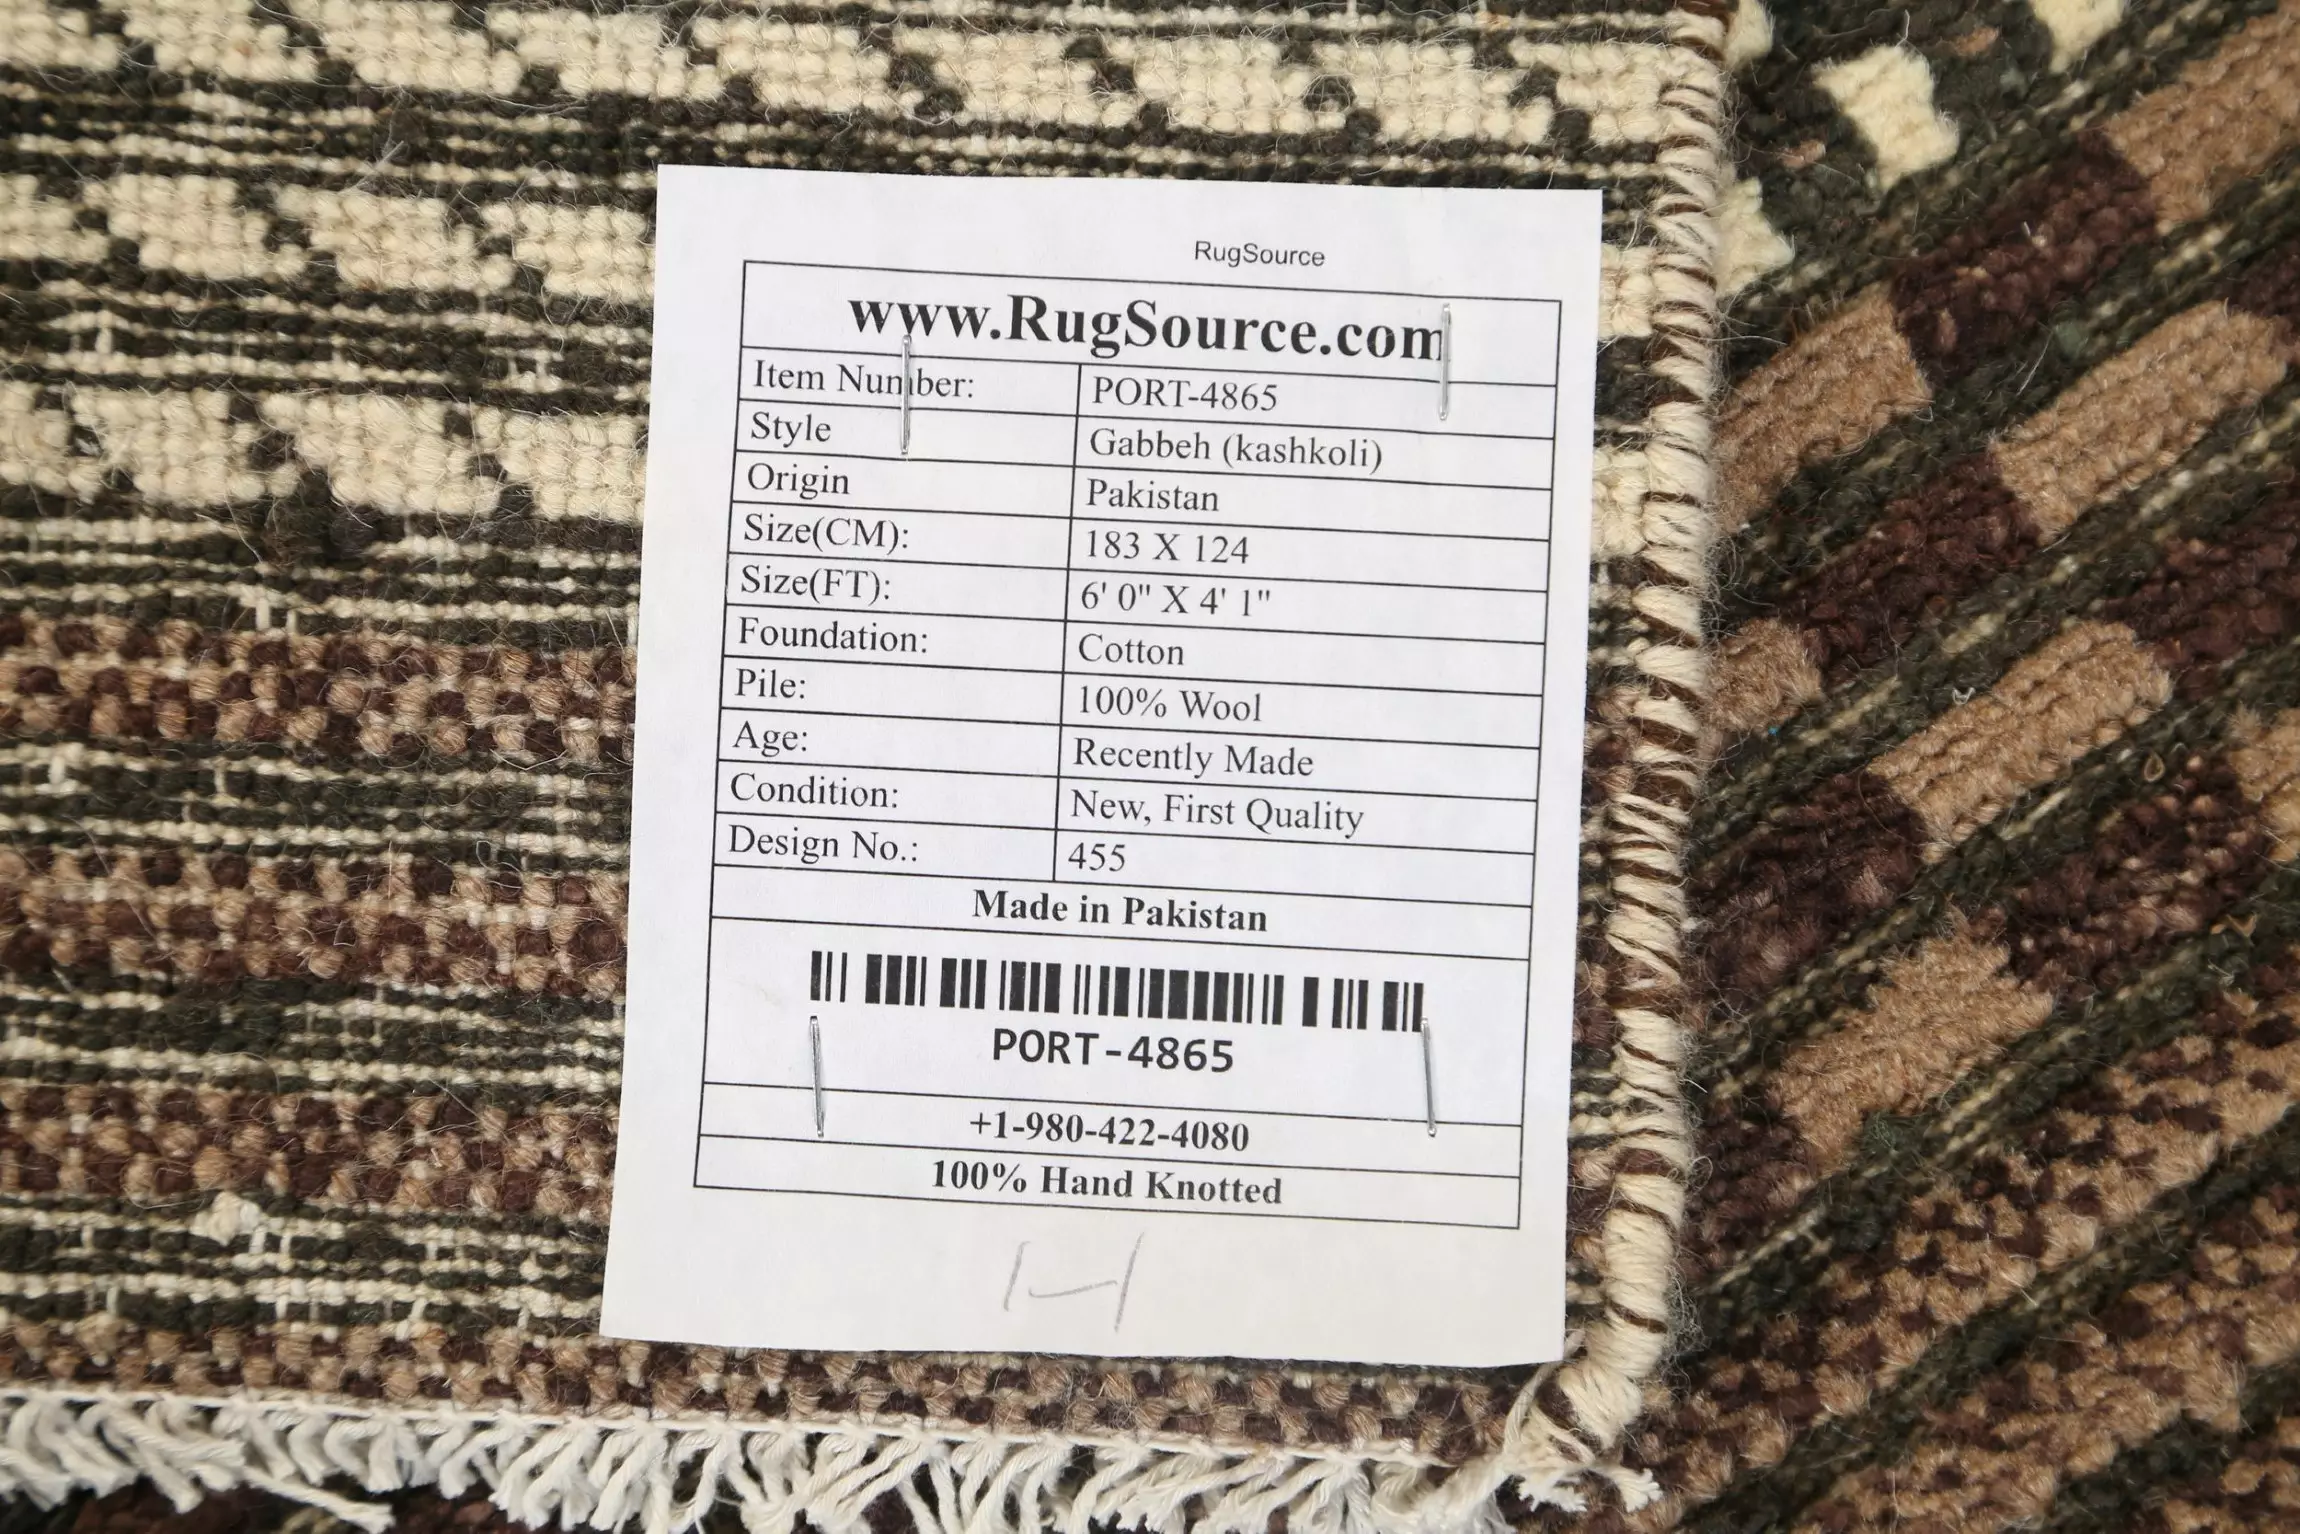 RugSource
www.RugSource.com
Item Number: PORT-4865
Style Gabbeh (kashkoli)
Origin Pakistan
Size(CM): 183 X 124
Size(FT): 6' 0" X 4' 1"
Foundation: Cotton
Pile: 100% Wool
Age: Recently Made
Condition: New, First Quality
Design No.: 455
Made in Pakistan
PORT-4865
+1-980-422-4080
100% Hand Knotted